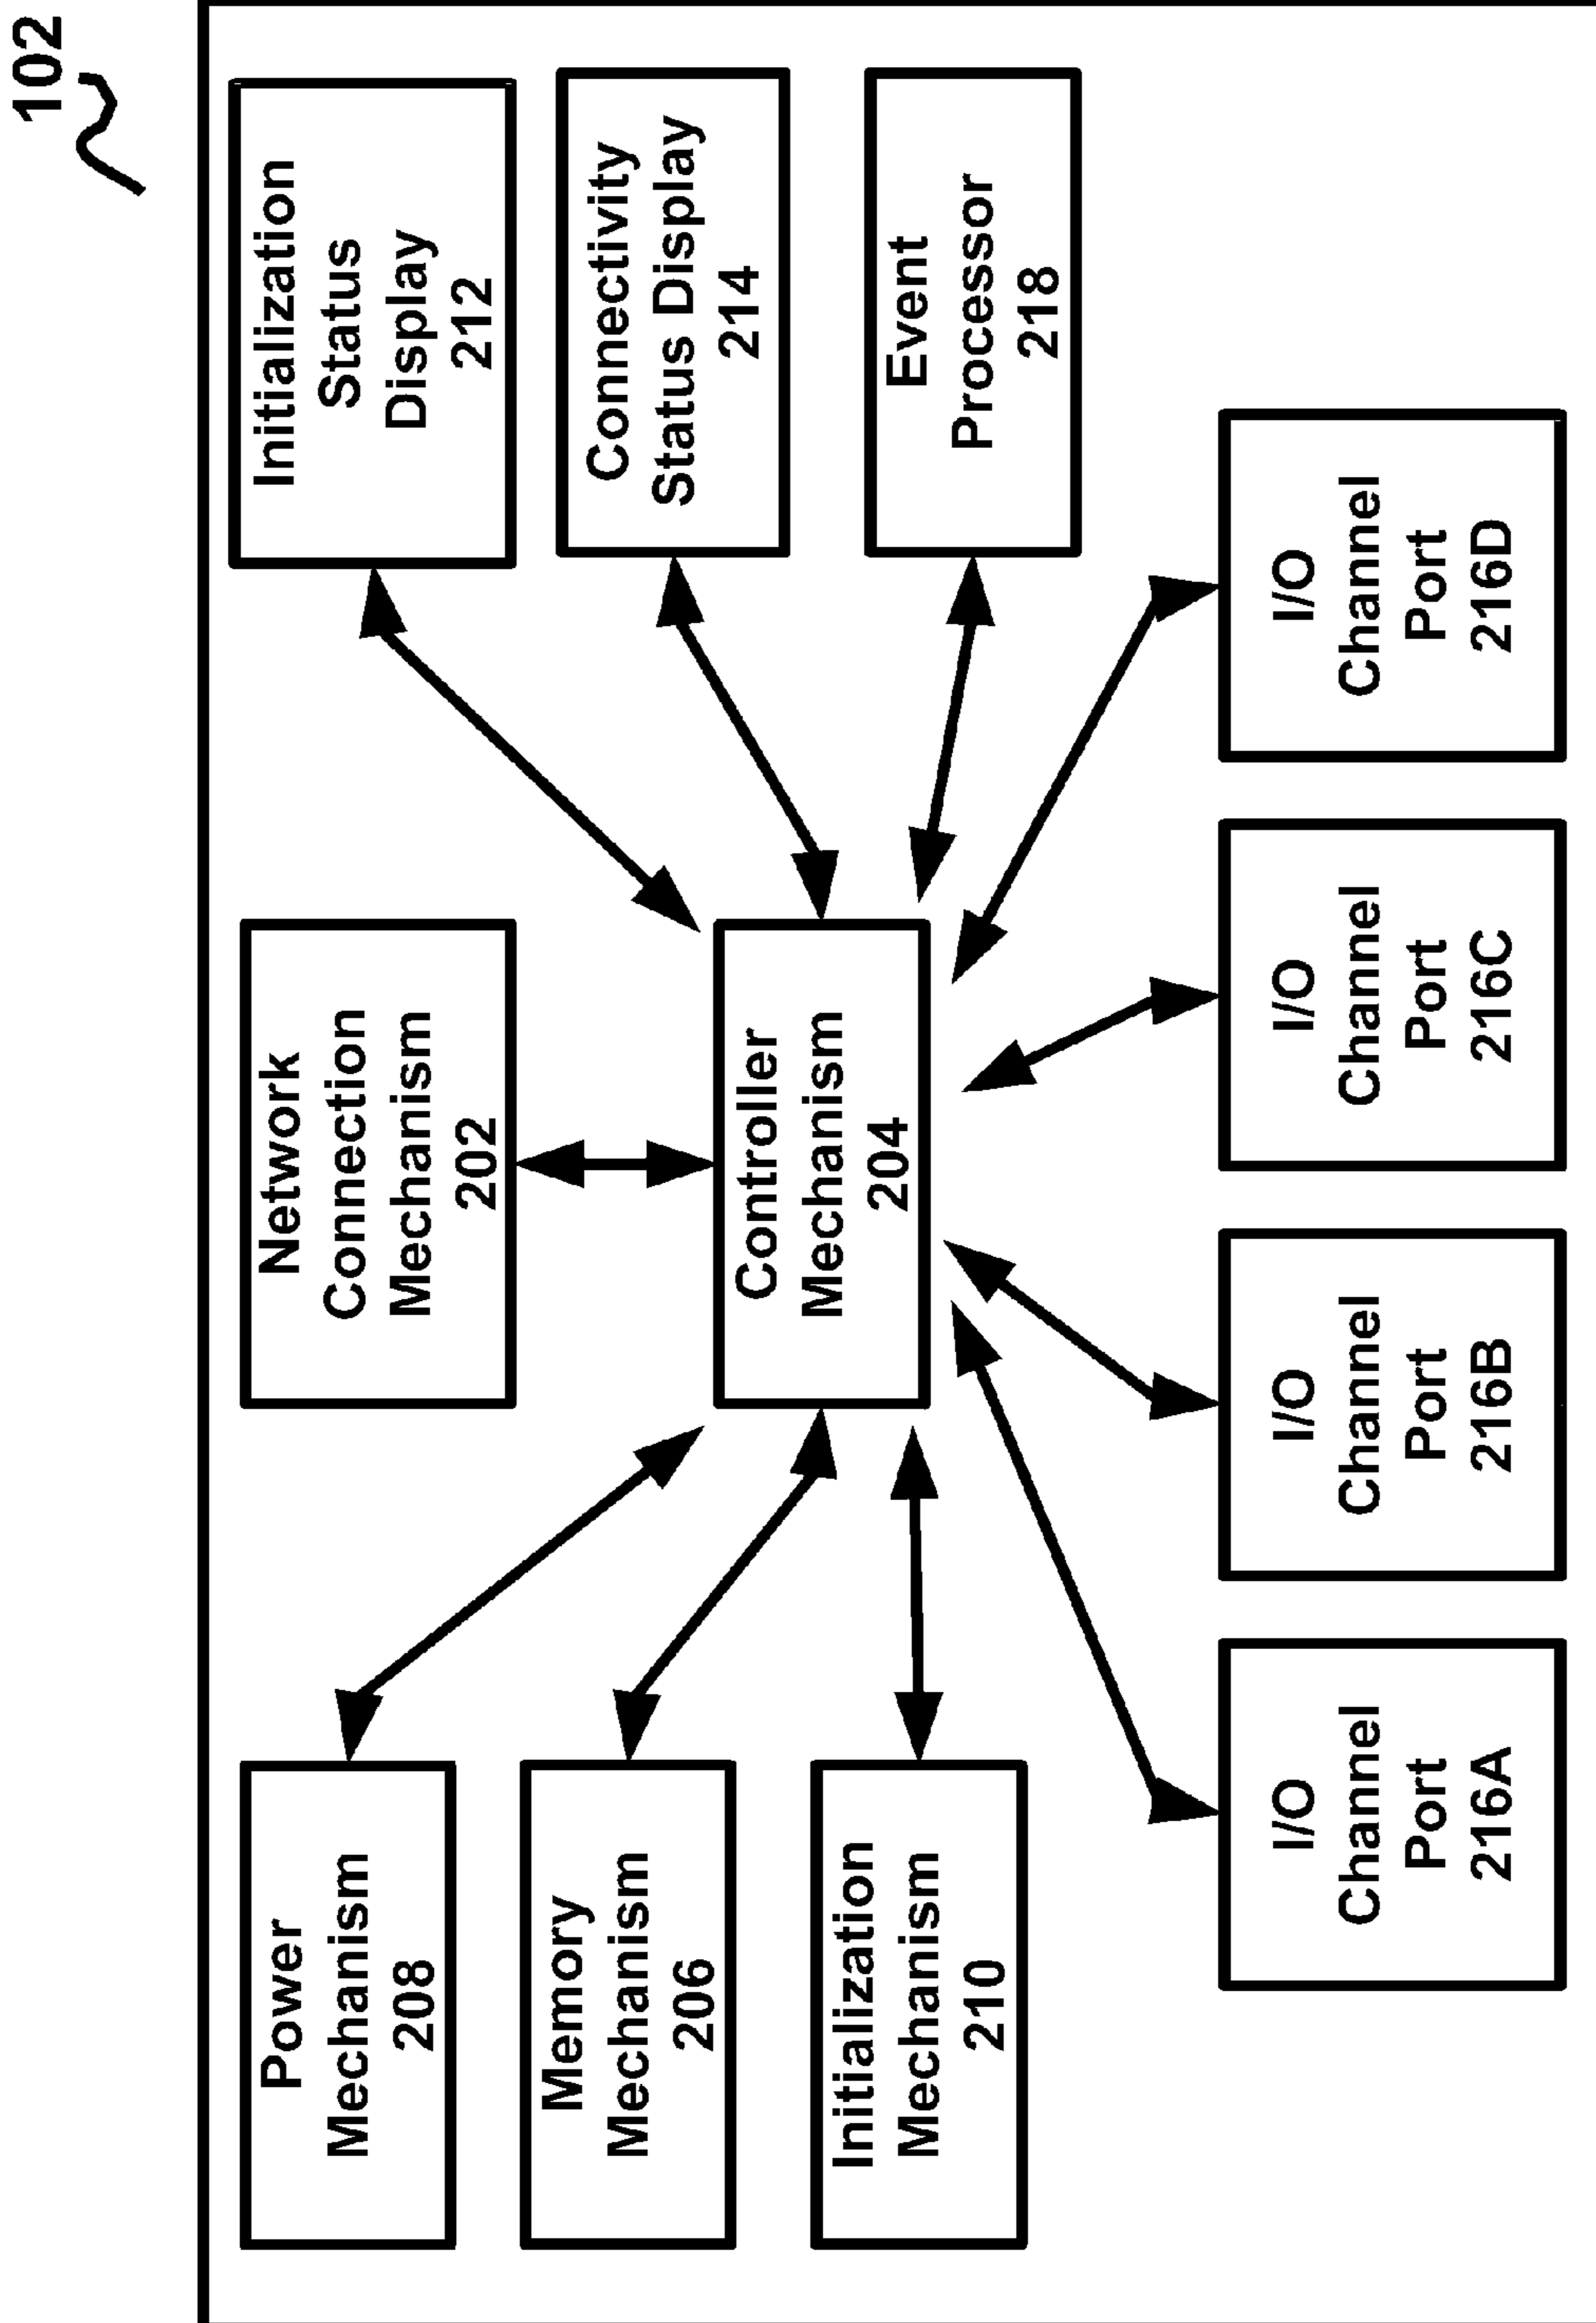 102
Power
Mechanism
208
Network
Connection
Mechanism
202
Initialization
Status
Display
212
Memory
Mechanism
206
Connectivity
Status Display
214
Controller
Mechanism
204
Initialization
Mechanism
210
Event
Processor
218
I/O
Channel
Port
216A
I/O
Channel
Port
216B
I/O
Channel
Port
216C
I/O
Channel
Port
216D